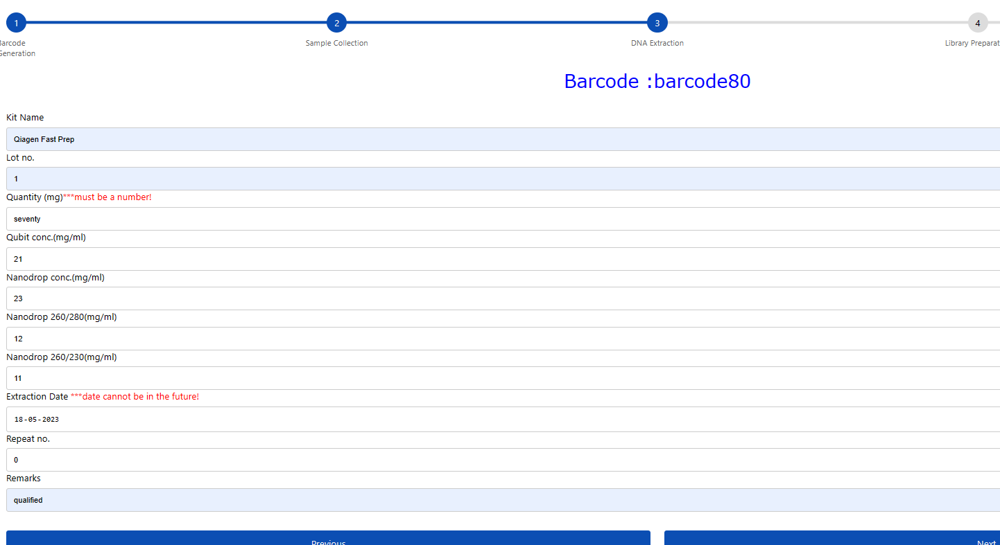 1
2
3
4
Barcode
Generation
Sample Collection
DNA Extraction
Library Preparat
Barcode :barcode80
Kit Name
Qiagen Fast Prep
Lot no.
1
Quantity (mg)***must be a number!
seventy
Qubit conc.(mg/ml)
21
Nanodrop conc.(mg/ml)
23
Nanodrop 260/280(mg/ml)
12
Nanodrop 260/230(mg/ml)
11
Extraction Date ***date cannot be in the future!
18-05-2023
Repeat no.
0
Remarks
qualified
Previous
Next